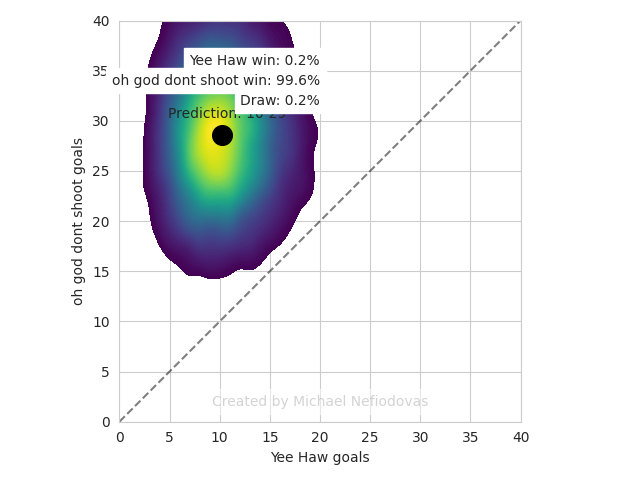 40
35
30
25
20
15
10
5
0
oh god dont shoot goals
Yee Haw win: 0.2%
oh god dont shoot win: 99.6%
Draw: 0.2%
Prediction:
Created by Michael Nefiodovas
0 5 10 15 20 25 30 35 40
Yee Haw goals